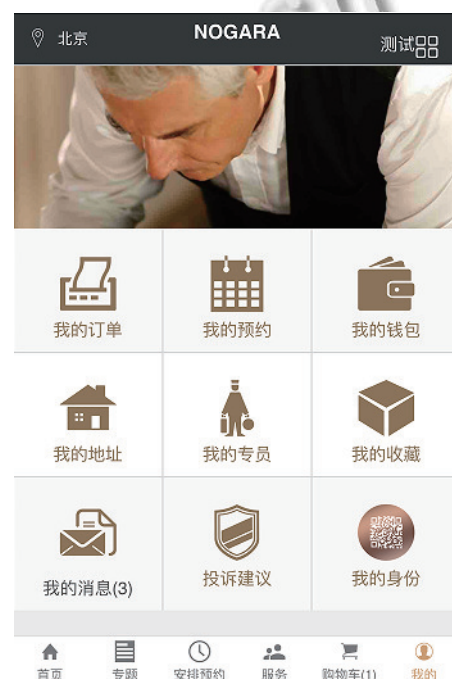 北京 NOGARA 测试
我的订单 我的预约 我的钱包
我的地址 我的专员 我的收藏
我的消息(3) 投诉建议 我的身份
首页 专题 安排预约 服务 购物车(1) 我的